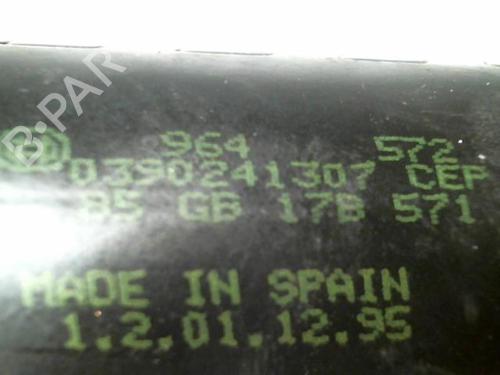 B-PARTS
964 572
0390241307 CEP
85 GB 17B 571
MADE IN SPAIN
1.2.01.12.95